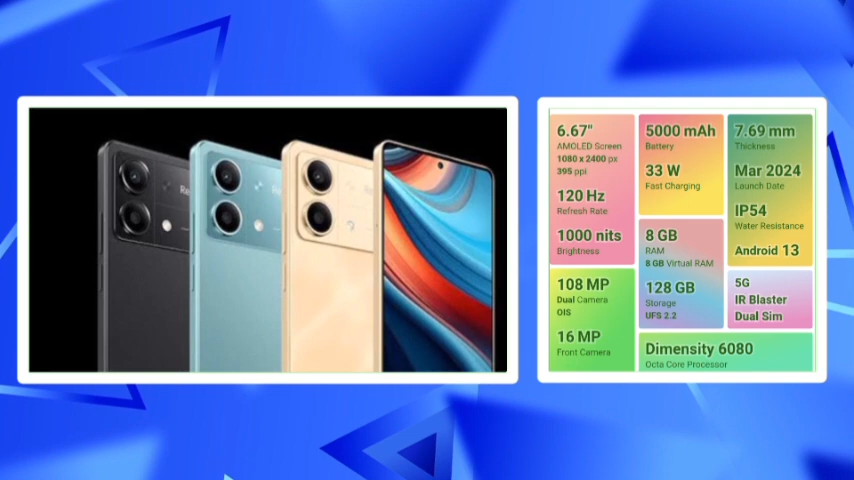 6.67"
AMOLED Screen
1080 x 2400 px
395 ppi
120 Hz
Refresh Rate
1000 nits
Brightness
108 MP
Dual Camera
OIS
16 MP
Front Camera
5000 mAh
Battery
33 W
Fast Charging
8 GB
RAM
8 GB Virtual RAM
128 GB
Storage
UFS 2.2
7.69 mm
Thickness
Mar 2024
Launch Date
IP54
Water Resistance
Android 13
5G
IR Blaster
Dual Sim
Dimensity 6080
Octa Core Processor